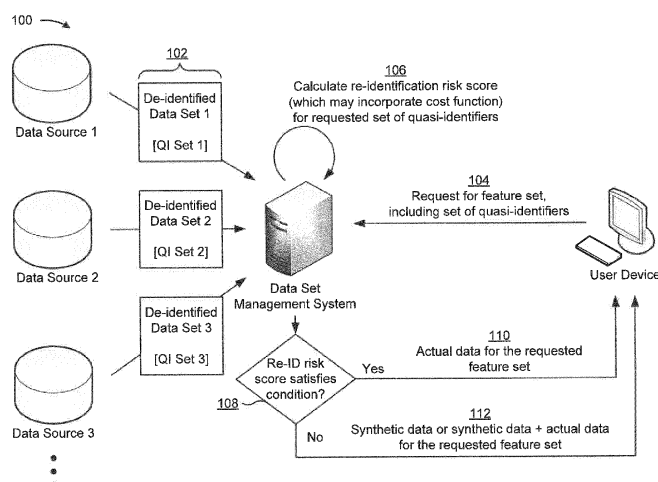 100
102
De-identified
Data Set 1
[QI Set 1]
Data Source 1
106
Calculate re-identification risk score
(which may incorporate cost function)
for requested set of quasi-identifiers
De-identified
Data Set 2
[QI Set 2]
Data Source 2
104
Request for feature set,
including set of quasi-identifiers
User Device
Data Set
Management System
De-identified
Data Set 3
[QI Set 3]
Data Source 3
Re-ID risk
score satisfies
condition?
108
Yes
110
Actual data for the requested
feature set
No
112
Synthetic data or synthetic data + actual data
for the requested feature set